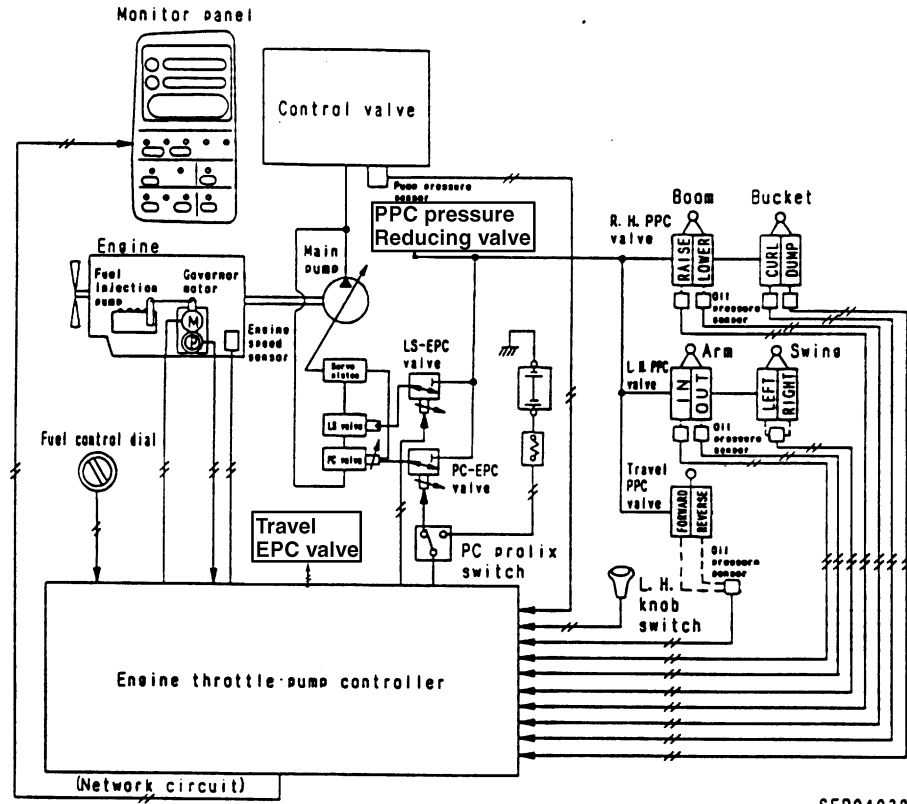 Monitor panel
Control valve
Pump pressure
sensor
PPC pressure
Reducing valve
Boom
Bucket
R. H. PPC
valve
RAISE
LOWER
CURL
DUMP
Oil
pressure
sensor
Engine
Fuel
Injection
pump
Governor
motor
M
P
Engine
speed
sensor
Main
pump
Servo
piston
LS valve
PC valve
LS-EPC
valve
PC-EPC
valve
L. H. PPC
valve
Arm
Swing
IN
OUT
LEFT
RIGHT
Oil
pressure
sensor
Fuel control dial
Travel
EPC valve
PC prolix
switch
Travel
PPC
valve
FORWARD
REVERSE
Oil
pressure
sensor
L. H.
knob
switch
Engine throttle·pump controller
(Network circuit)